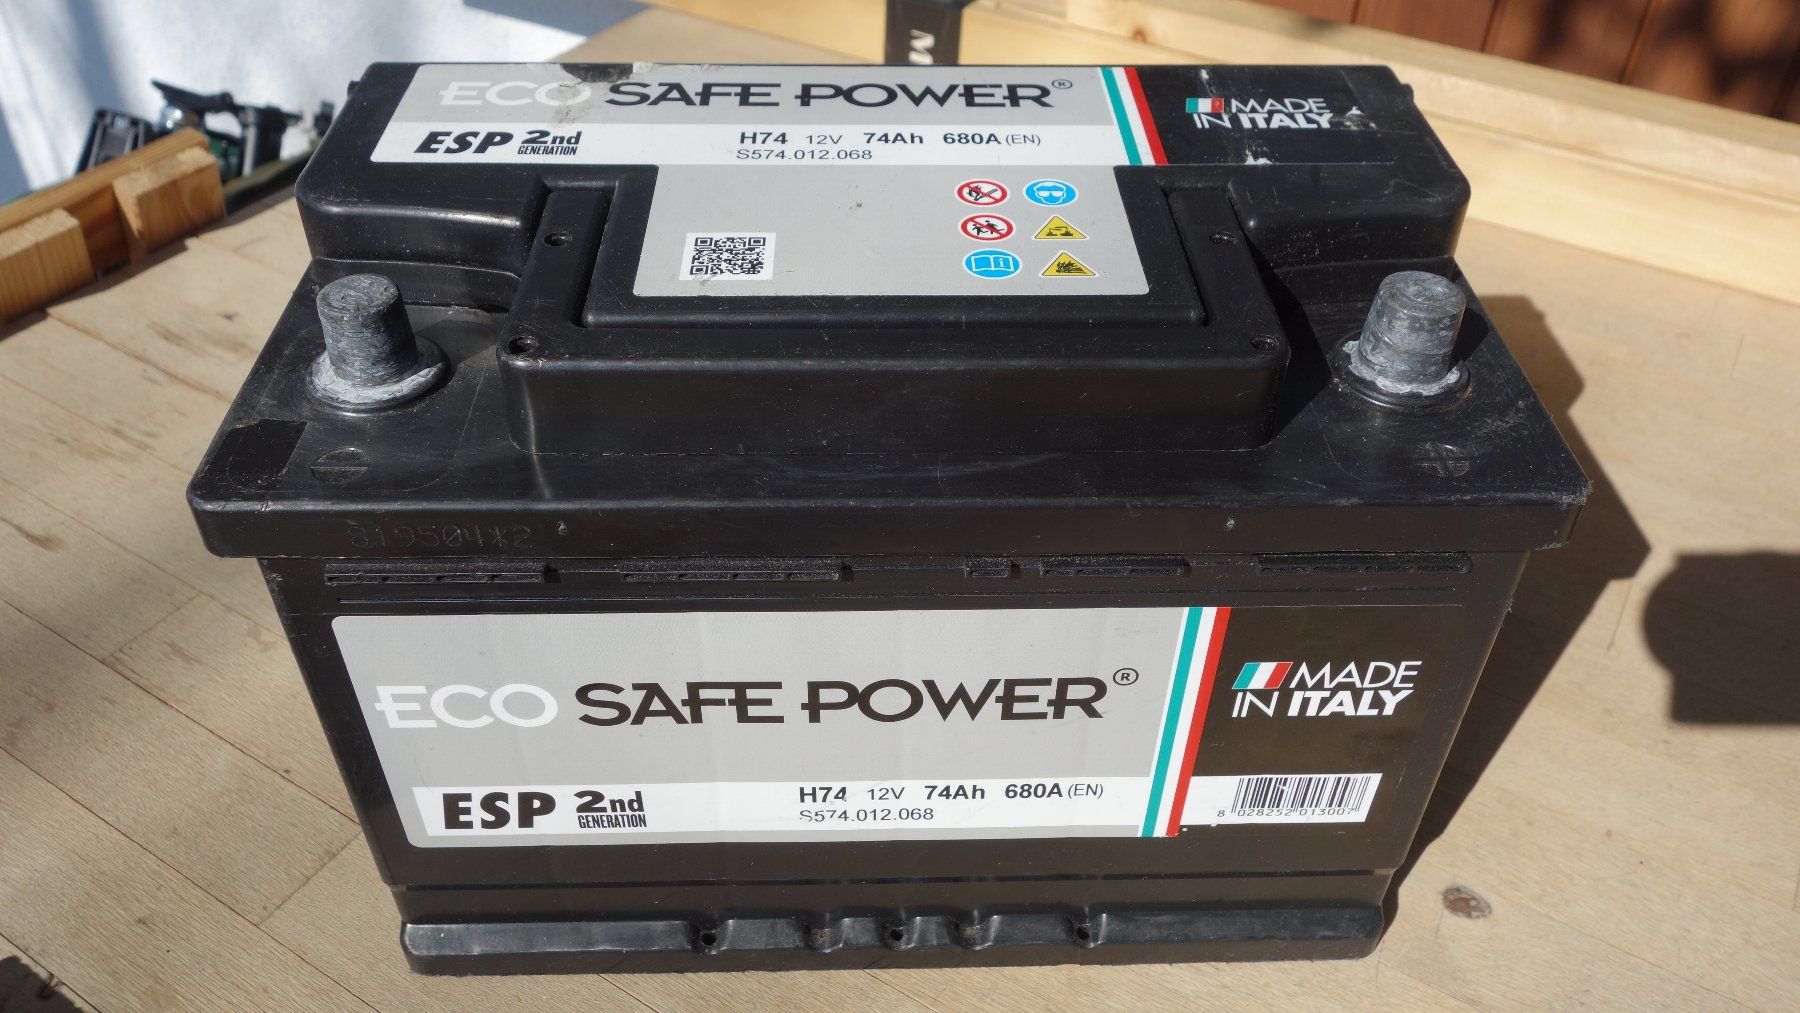 ECO SAFE POWER®
MADE
IN ITALY
ESP 2nd
GENERATION
H74 12V 74Ah 680A (EN)
S574.012.068
819504*2
ECO SAFE POWER®
MADE
IN ITALY
ESP 2nd
GENERATION
H74 12V 74Ah 680A (EN)
S574.012.068
8 028252 013007